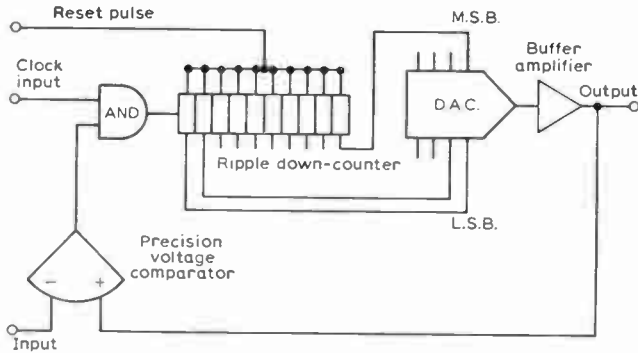 Reset pulse
M.S.B.
Buffer
amplifier
Clock
input
Output
AND
D.A.C.
Ripple down-counter
L.S.B.
Precision
voltage
comparator
− +
Input